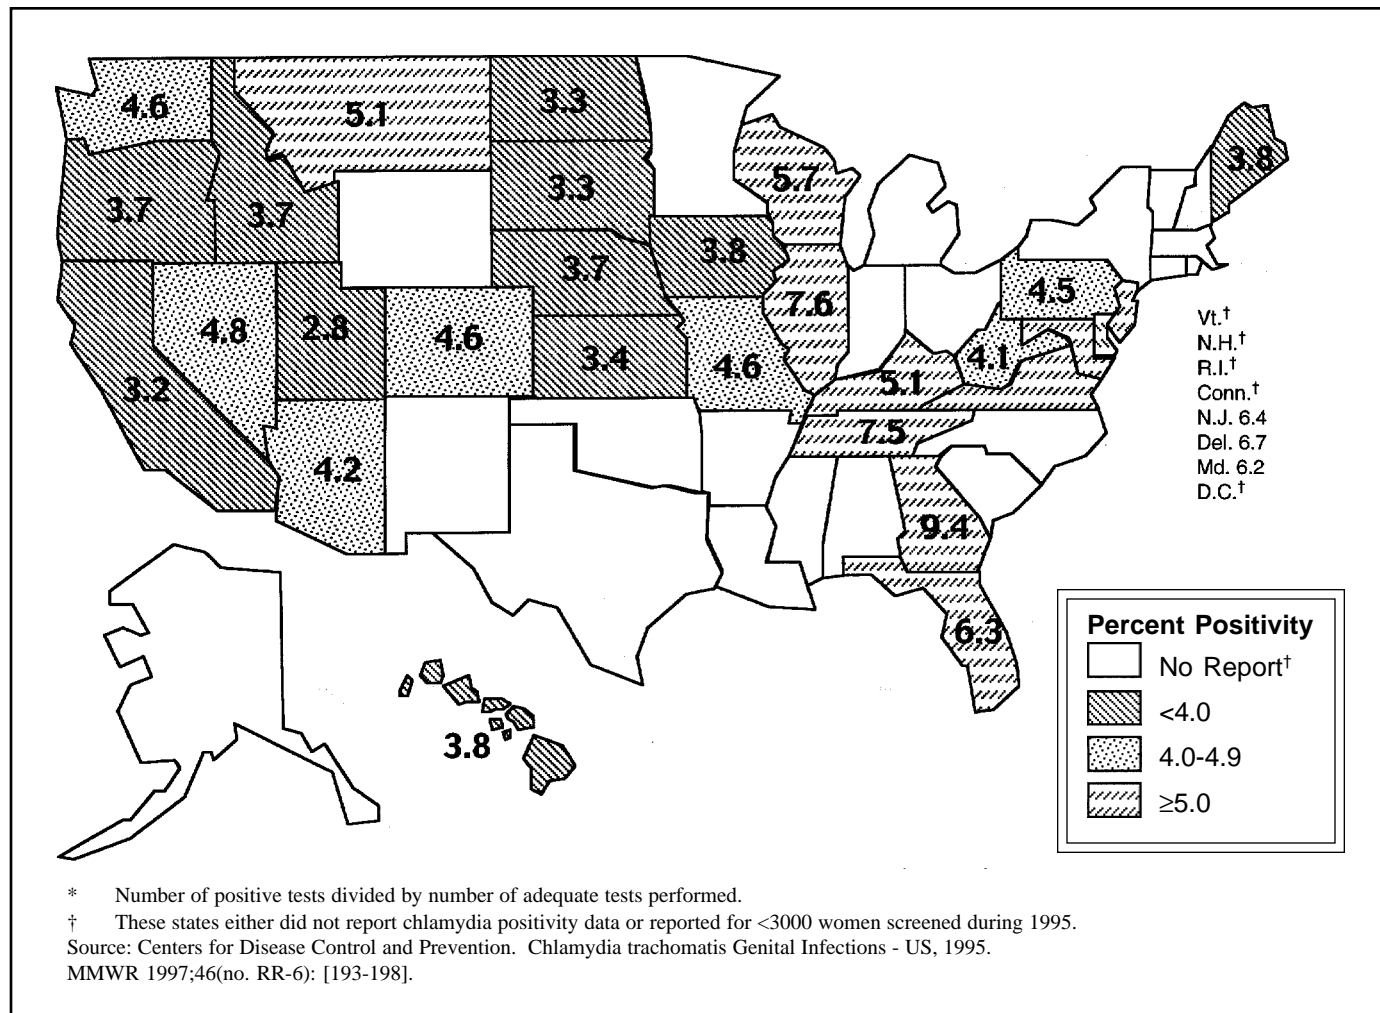 4.6
5.1
3.3
3.8
3.7
3.7
3.3
5.7
3.8
3.7
4.5
4.8
2.8
4.6
7.6
3.4
4.6
4.1
5.1
3.2
7.5
4.2
9.4
6.3
3.8
Vt.†
N.H.†
R.I.†
Conn.†
N.J. 6.4
Del. 6.7
Md. 6.2
D.C.†
Percent Positivity
No Report†
<4.0
4.0-4.9
≥5.0
* Number of positive tests divided by number of adequate tests performed.
† These states either did not report chlamydia positivity data or reported for <3000 women screened during 1995.
Source: Centers for Disease Control and Prevention. Chlamydia trachomatis Genital Infections - US, 1995.
MMWR 1997;46(no. RR-6): [193-198].